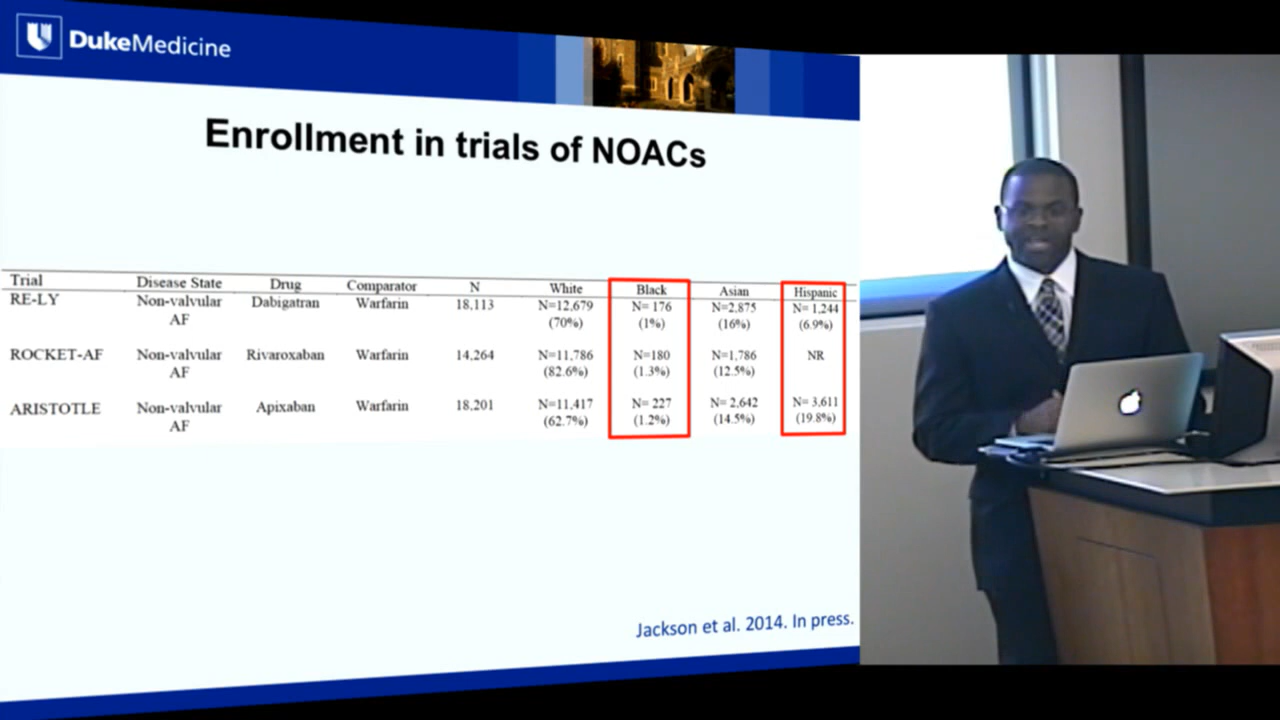 DukeMedicine
Enrollment in trials of NOACs
Trial Disease State Drug Comparator N White Black Asian Hispanic
RE-LY Non-valvular Dabigatran Warfarin 18,113 N=12,679 N= 176 N=2,875 N= 1,244
AF (70%) (1%) (16%) (6.9%)
ROCKET-AF Non-valvular Rivaroxaban Warfarin 14,264 N=11,786 N=180 N=1,786 NR
AF (82.6%) (1.3%) (12.5%)
ARISTOTLE Non-valvular Apixaban Warfarin 18,201 N=11,417 N= 227 N= 2,642 N= 3,611
AF (62.7%) (1.2%) (14.5%) (19.8%)
Jackson et al. 2014. In press.